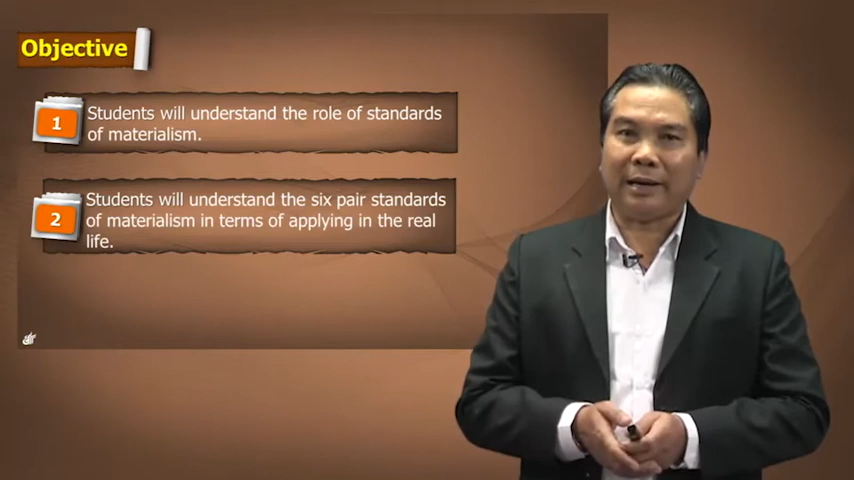 Objective
1
Students will understand the role of standards
of materialism.
2
Students will understand the six pair standards
of materialism in terms of applying in the real
life.